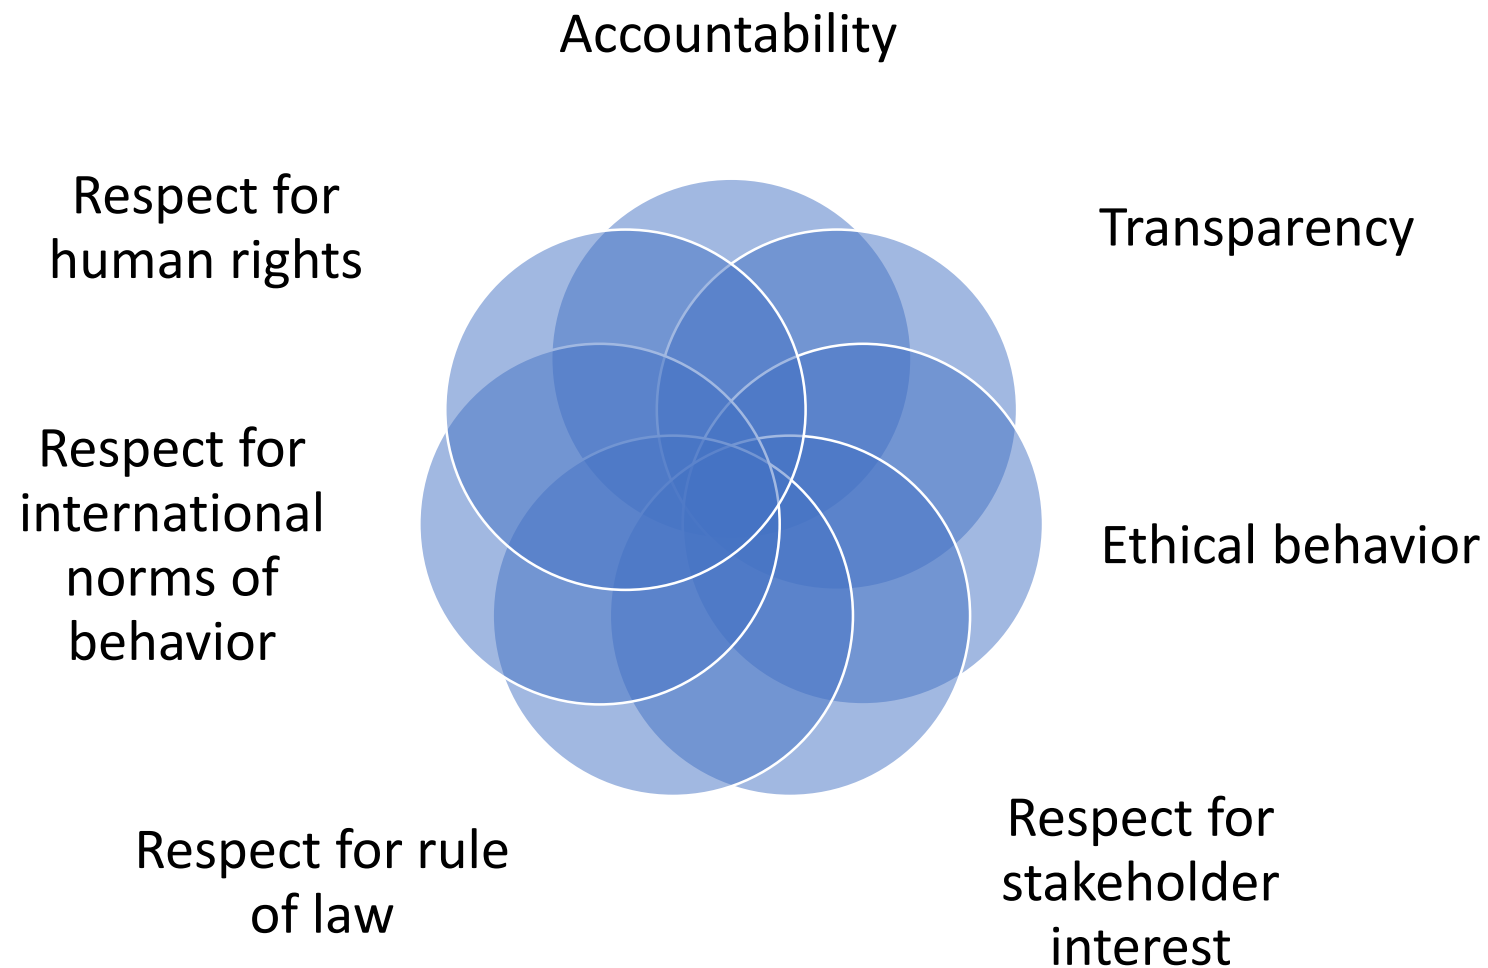 Accountability
Transparency
Ethical behavior
Respect for
stakeholder
interest
Respect for rule
of law
Respect for
international
norms of
behavior
Respect for
human rights